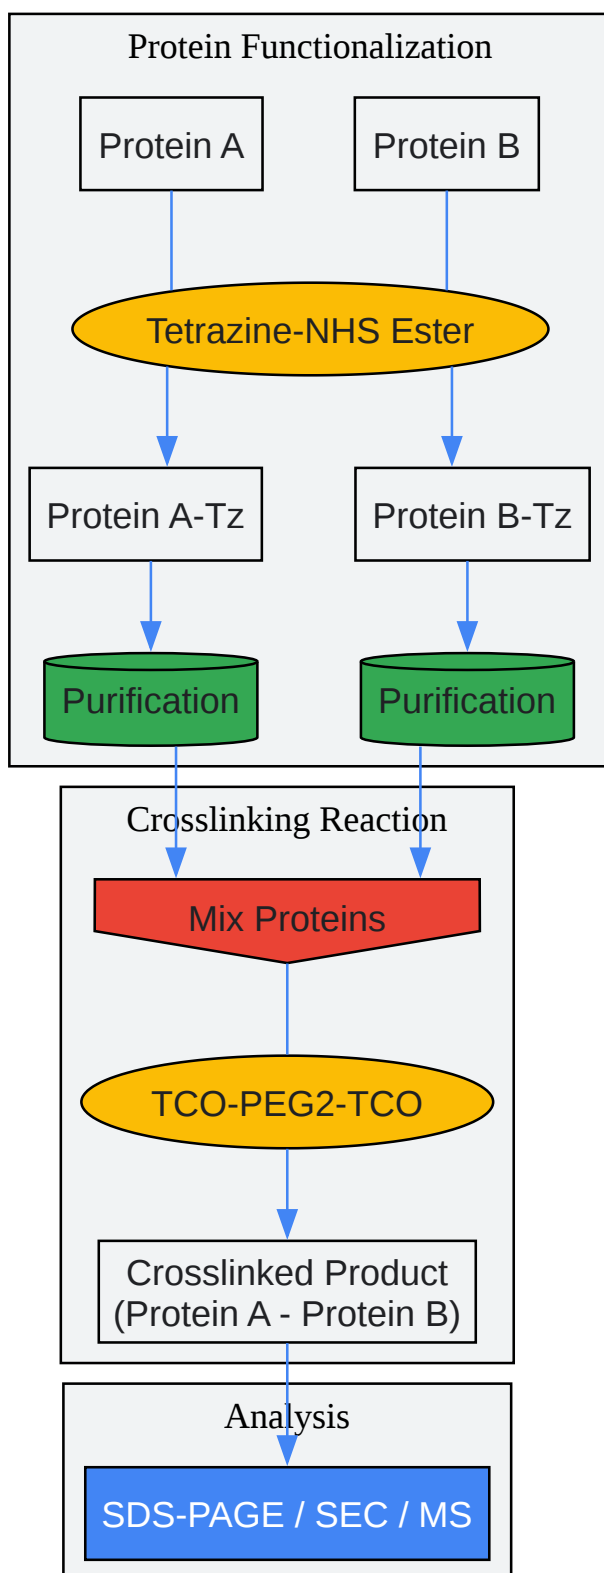 Protein Functionalization
Protein A
Protein B
Tetrazine-NHS Ester
Protein A-Tz
Protein B-Tz
Purification
Purification
Crosslinking Reaction
Mix Proteins
TCO-PEG2-TCO
Crosslinked Product
(Protein A - Protein B)
Analysis
SDS-PAGE / SEC / MS